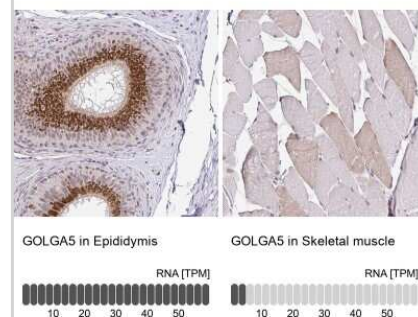 GOLGA5 in Epididymis
RNA [TPM]
10 20 30 40 50
GOLGA5 in Skeletal muscle
RNA [TPM]
10 20 30 40 50